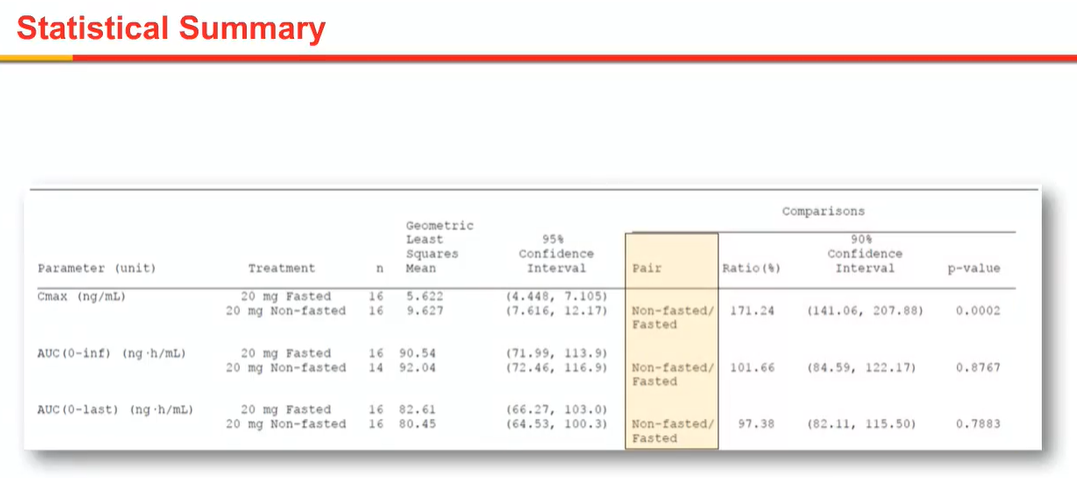 Statistical Summary
Comparisons
Geometric
Least 95% 90%
Squares Confidence Confidence
Parameter (unit) Treatment n Mean Interval Pair Ratio(%) Interval p-value
Cmax (ng/mL) 20 mg Fasted 16 5.622 (4.448, 7.105)
20 mg Non-fasted 16 9.627 (7.616, 12.17) Non-fasted/ 171.24 (141.06, 207.88) 0.0002
Fasted
AUC(0-inf) (ng·h/mL) 20 mg Fasted 16 90.54 (71.99, 113.9)
20 mg Non-fasted 14 92.04 (72.46, 116.9) Non-fasted/ 101.66 (84.59, 122.17) 0.8767
Fasted
AUC(0-last) (ng·h/mL) 20 mg Fasted 16 82.61 (66.27, 103.0)
20 mg Non-fasted 16 80.45 (64.53, 100.3) Non-fasted/ 97.38 (82.11, 115.50) 0.7883
Fasted